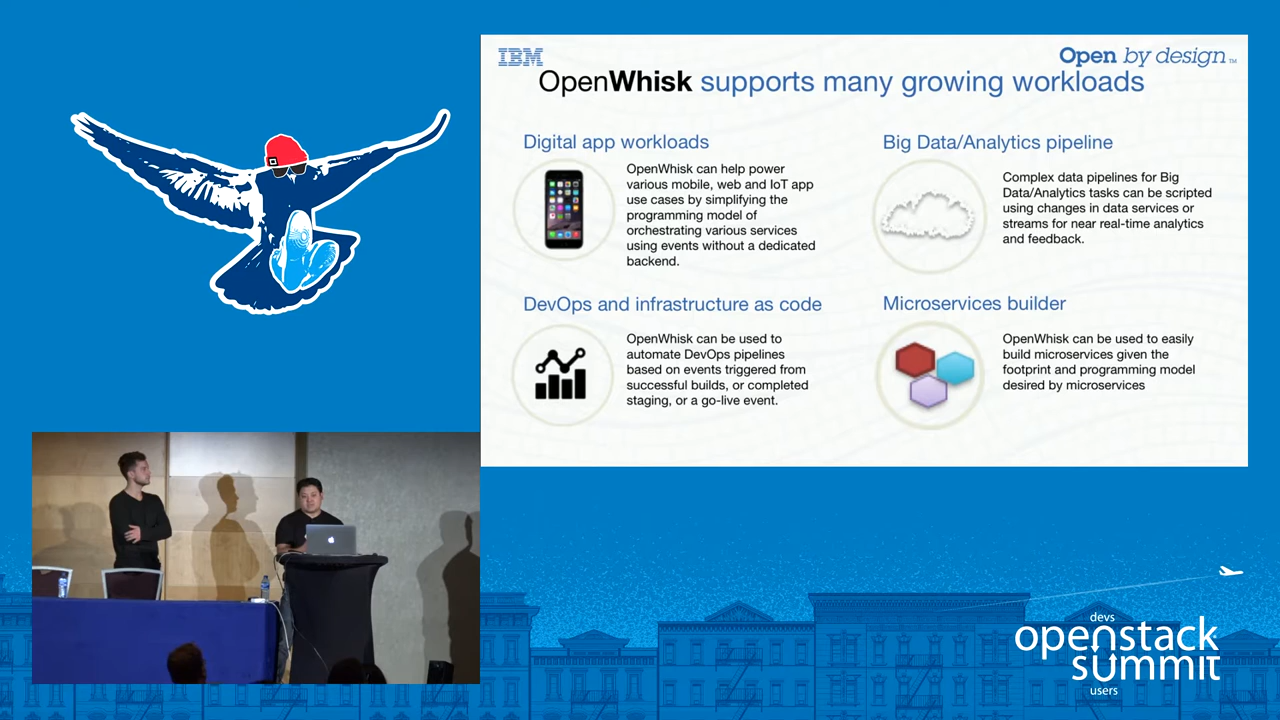 IBM
Open by design™
OpenWhisk supports many growing workloads
Digital app workloads
OpenWhisk can help power
various mobile, web and IoT app
use cases by simplifying the
programming model of
orchestrating various services
using events without a dedicated
backend.
Big Data/Analytics pipeline
Complex data pipelines for Big
Data/Analytics tasks can be scripted
using changes in data services or
streams for near real-time analytics
and feedback.
DevOps and infrastructure as code
OpenWhisk can be used to
automate DevOps pipelines
based on events triggered from
successful builds, or completed
staging, or a go-live event.
Microservices builder
OpenWhisk can be used to easily
build microservices given the
footprint and programming model
desired by microservices
devs
openstack
summit
users